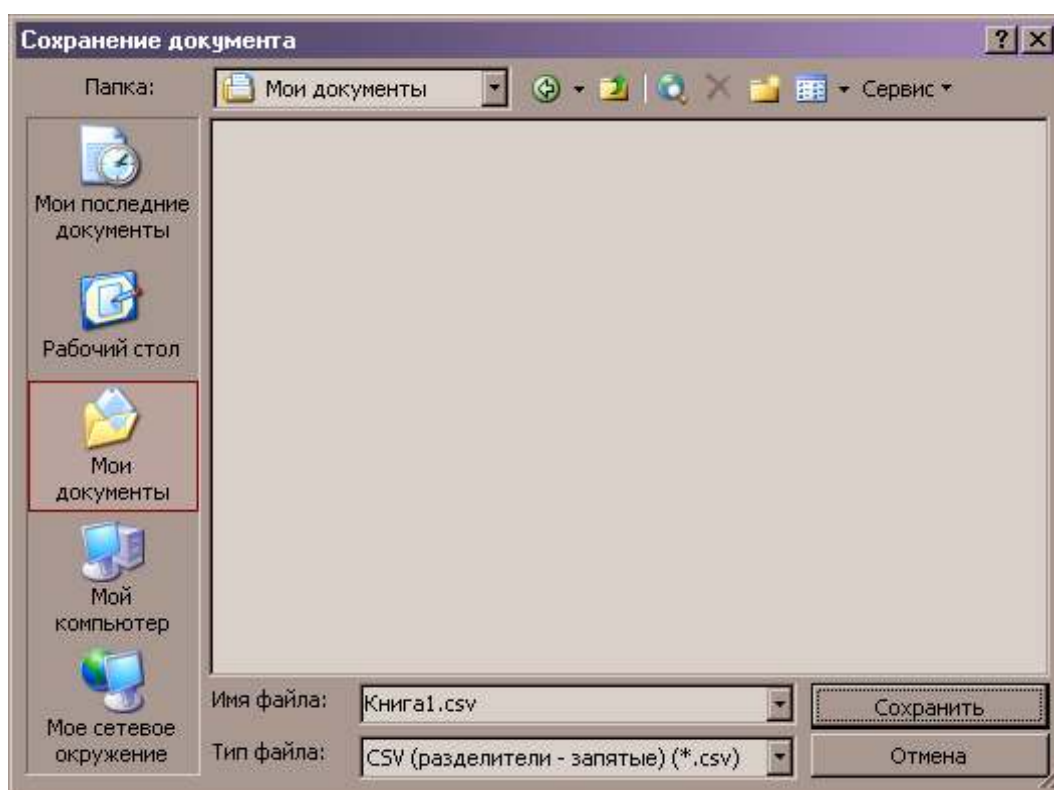 Сохранение документа
Папка:
Мои документы
Сервис
Мои последние
документы
Рабочий стол
Мои
документы
Мой
компьютер
Мое сетевое
окружение
Имя файла:
Книга1.csv
Сохранить
Тип файла:
CSV (разделители - запятые) (*.csv)
Отмена